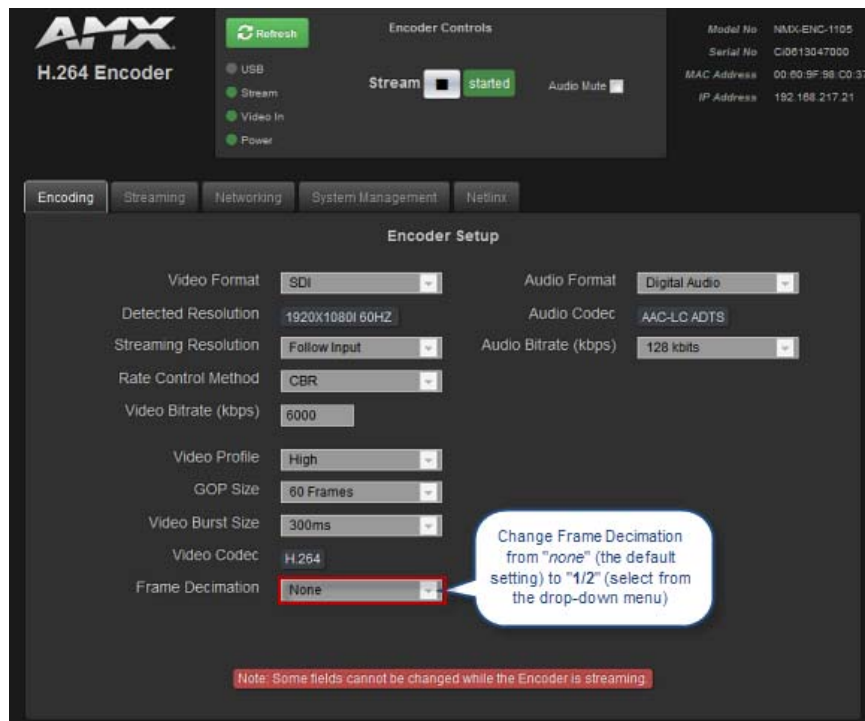 AMX
H.264 Encoder
Refresh
USB
Stream
Video In
Power
Encoder Controls
Stream started Audio Mute
Model No NMX-ENC-1105
Serial No CI0613047000
MAC Address 00:60:9F:98:C0:37
IP Address 192.168.217.21
Encoding Streaming Networking System Management Netlinx
Encoder Setup
Video Format SDI
Detected Resolution 1920X1080I 60HZ
Streaming Resolution Follow Input
Rate Control Method CBR
Video Bitrate (kbps) 6000
Video Profile High
GOP Size 60 Frames
Video Burst Size 300ms
Video Codec H.264
Frame Decimation None
Audio Format Digital Audio
Audio Codec AAC-LC ADTS
Audio Bitrate (kbps) 128 kbits
Change Frame Decimation
from "none" (the default
setting) to "1/2" (select from
the drop-down menu)
Note: Some fields cannot be changed while the Encoder is streaming.